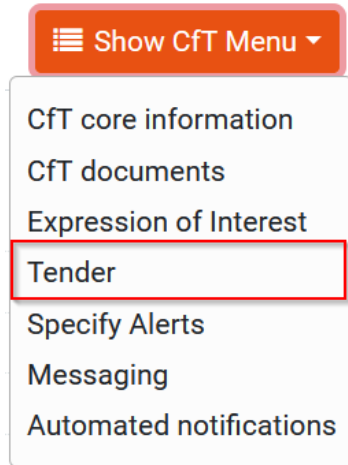 Show CfT Menu
CfT core information
CfT documents
Expression of Interest
Tender
Specify Alerts
Messaging
Automated notifications